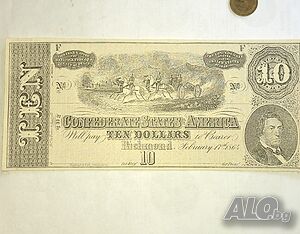 F F
TEN
No No 10
CONFEDERATE STATES OF AMERICA
Will pay TEN DOLLARS to Bearer
Richmond February 17th 1864
10
ALO.bg